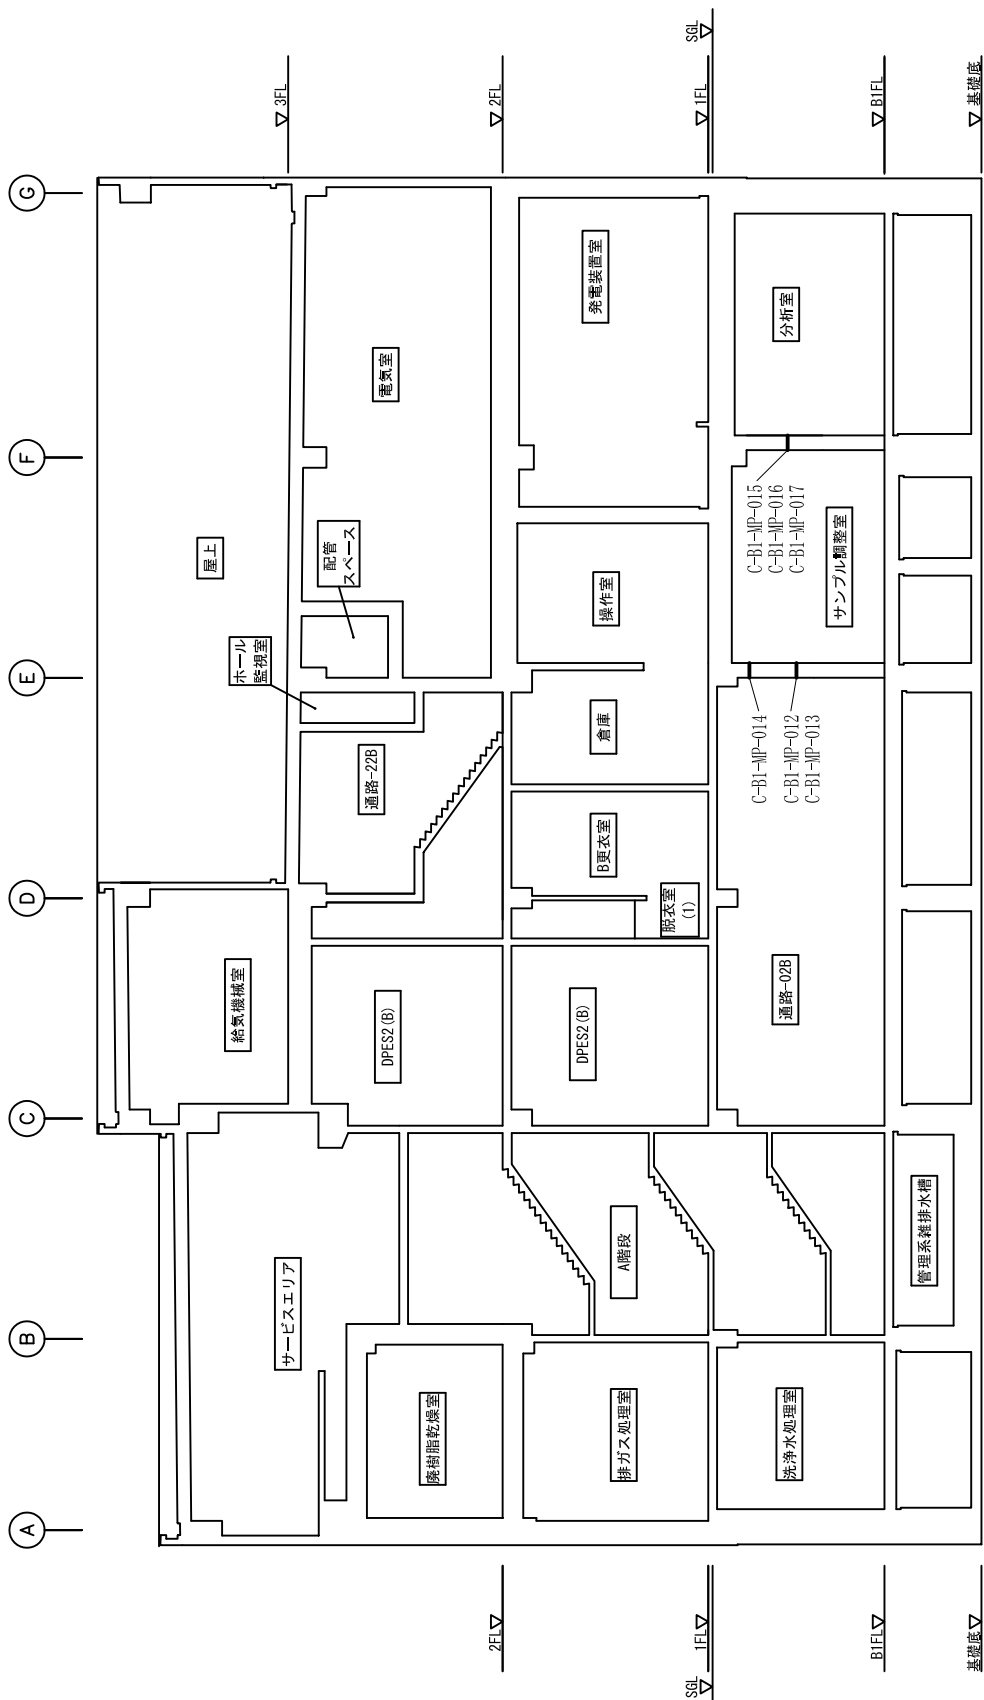 A
B
C
D
E
F
G
3FL
2FL
SGL
1FL
B1FL
基礎底
2FL
SGL
1FL
B1FL
基礎底
屋上
給気機械室
サービスエリア
ホール
監視室
配管
スペース
電気室
通路-22B
DPES2(B)
廃樹脂乾燥室
排ガス処理室
A階段
DPES2(B)
脱衣室
(1)
B更衣室
倉庫
操作室
発電装置室
洗浄水処理室
通路-02B
C-B1-MP-014
C-B1-MP-012
C-B1-MP-013
サンプル調整室
C-B1-MP-015
C-B1-MP-016
C-B1-MP-017
分析室
管理系雑排水槽